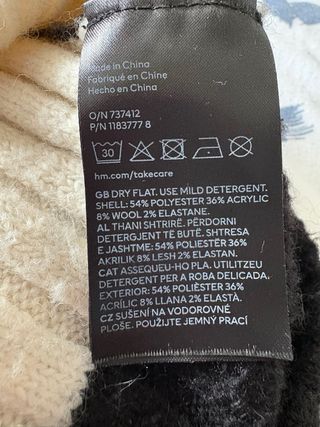 Made in China
Fabriqué en Chine
Hecho en China
O/N 737412
P/N 1183777 8
30
hm.com/takecare
GB DRY FLAT. USE MILD DETERGENT.
SHELL: 54% POLYESTER 36% ACRYLIC
8% WOOL 2% ELASTANE.
AL THANI SHTRIRË. PËRDORNI
DETERGJENT TË BUTË. SHTRESA
E JASHTME: 54% POLIESTËR 36%
AKRILIK 8% LESH 2% ELASTAN.
CAT ASSEQUEU-HO PLA. UTILITZEU
DETERGENT PER A ROBA DELICADA.
EXTERIOR: 54% POLIÈSTER 36%
ACRÍLIC 8% LLANA 2% ELASTÀ.
CZ SUŠENÍ NA VODOROVNÉ
PLOŠE. POUŽIJTE JEMNÝ PRACÍ